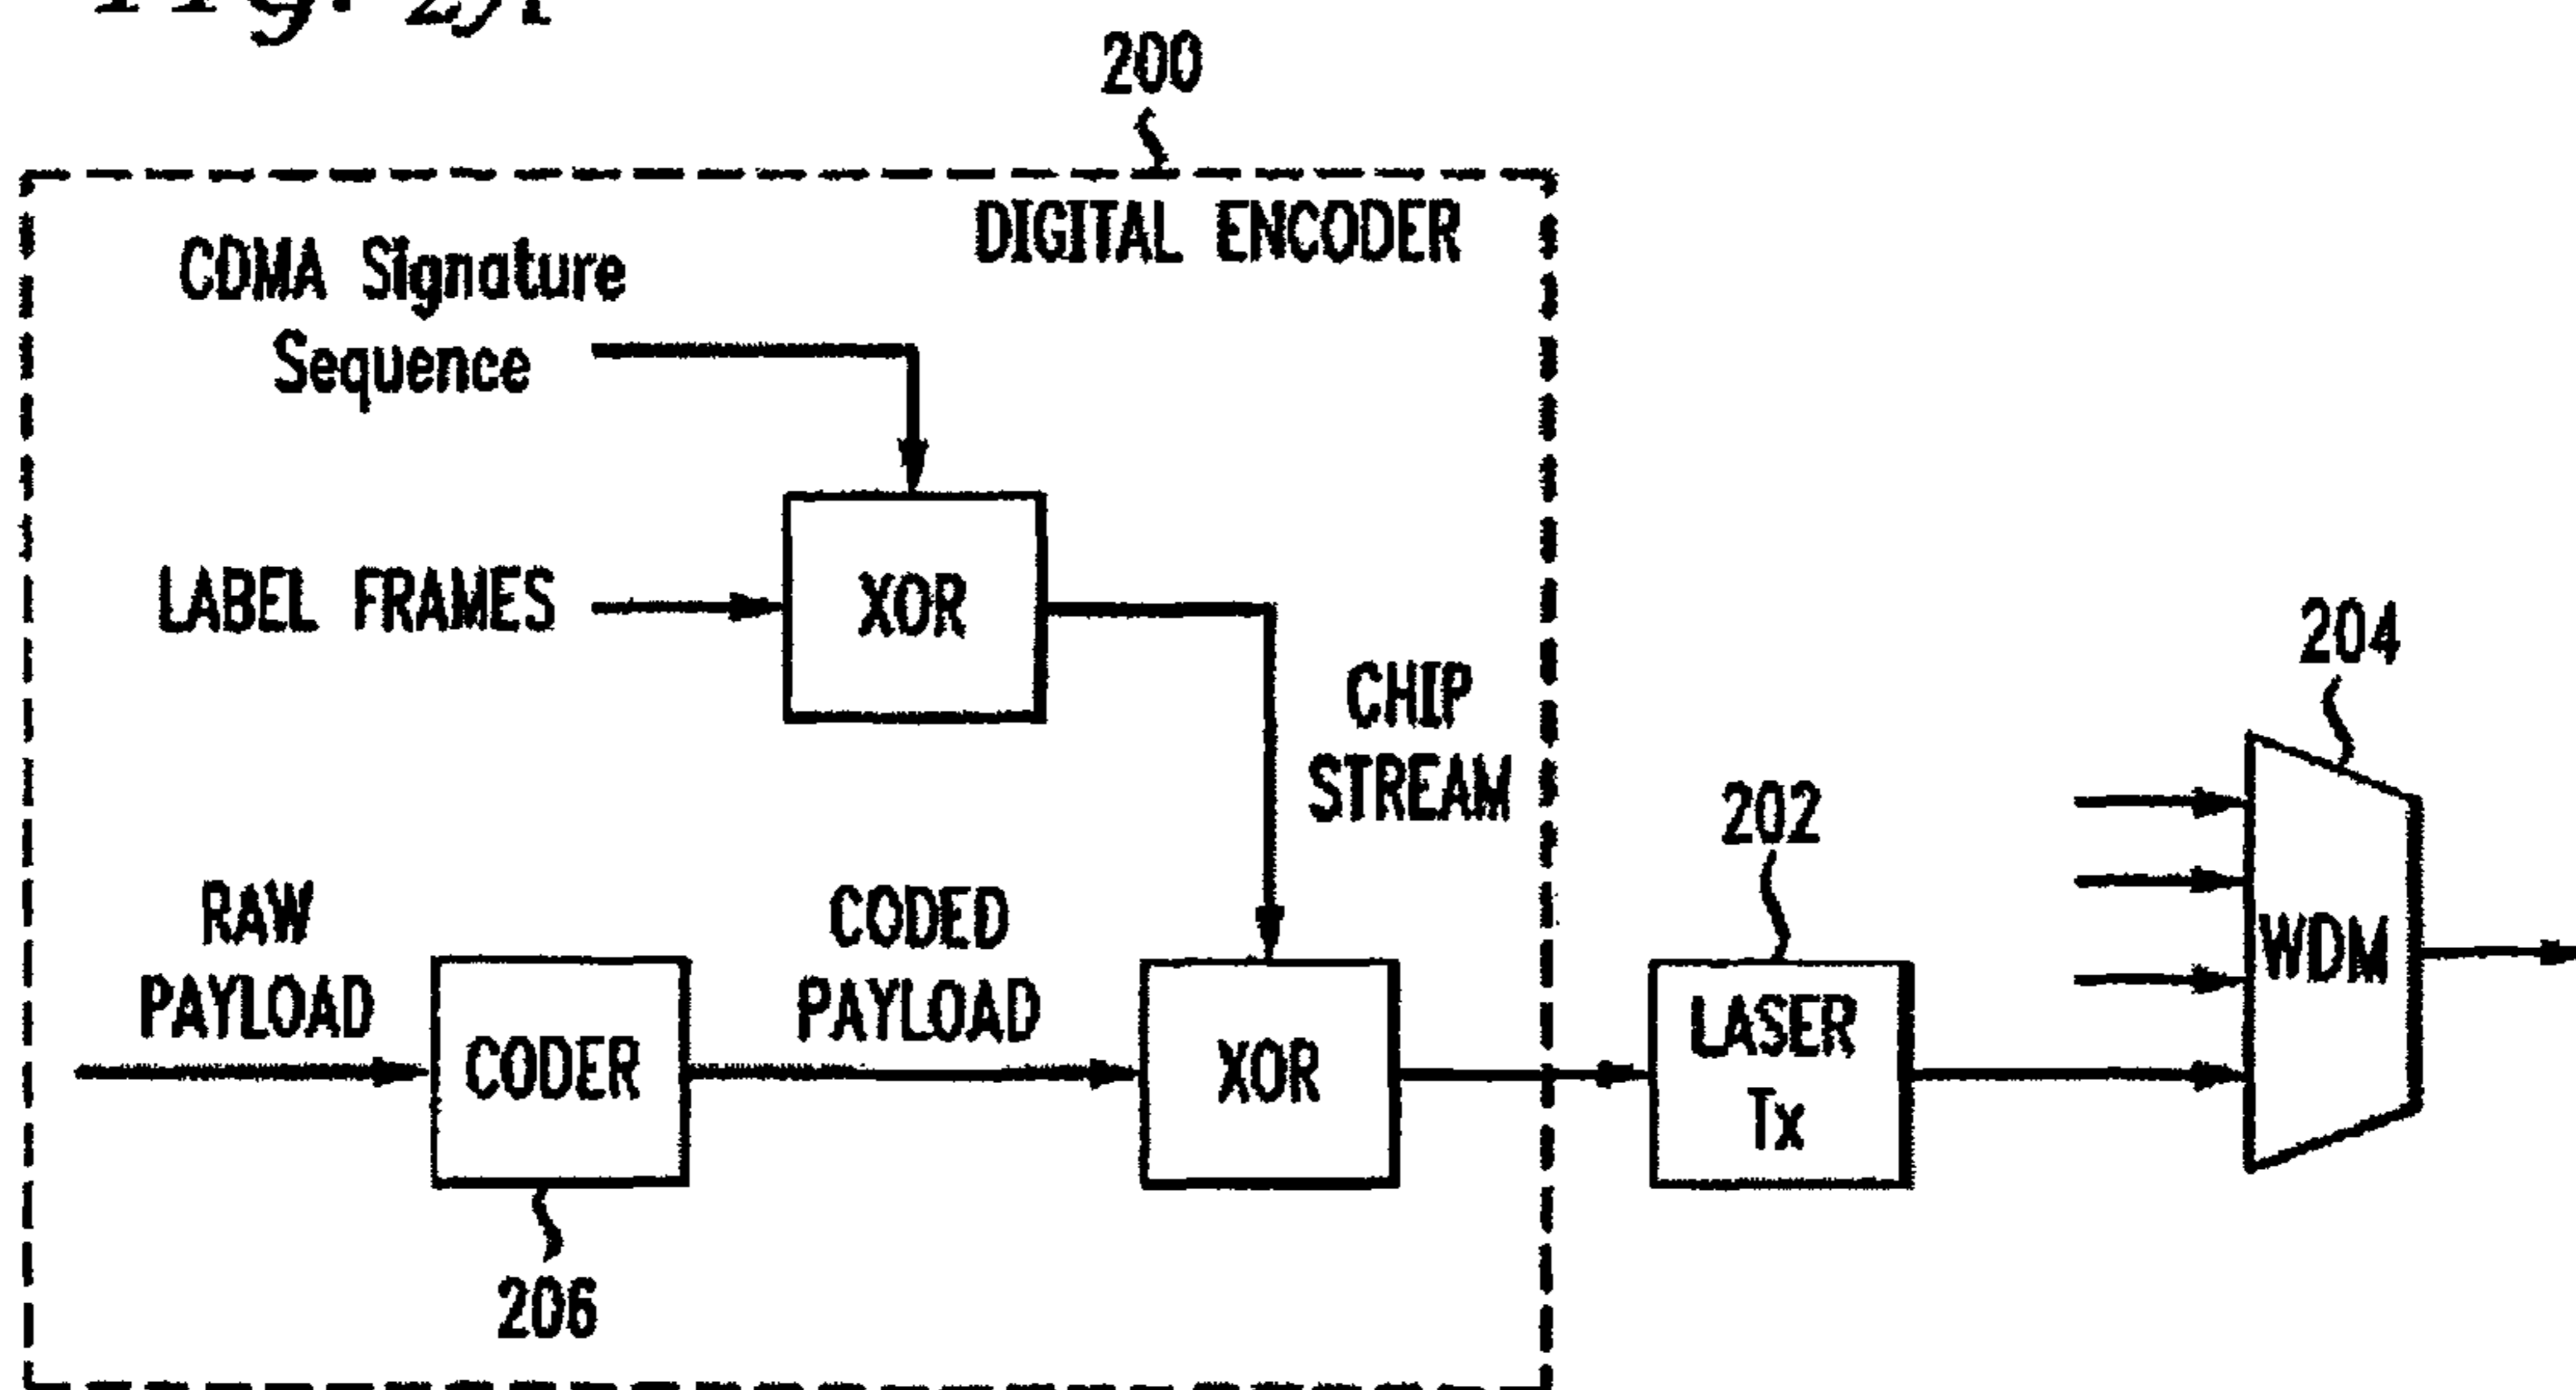 Fig.
200
DIGITAL ENCODER
CDMA Signature
Sequence
LABEL FRAMES
XOR
CHIP
STREAM
204
202
WDM
RAW
PAYLOAD
CODED
PAYLOAD
CODER
XOR
LASER
Tx
206